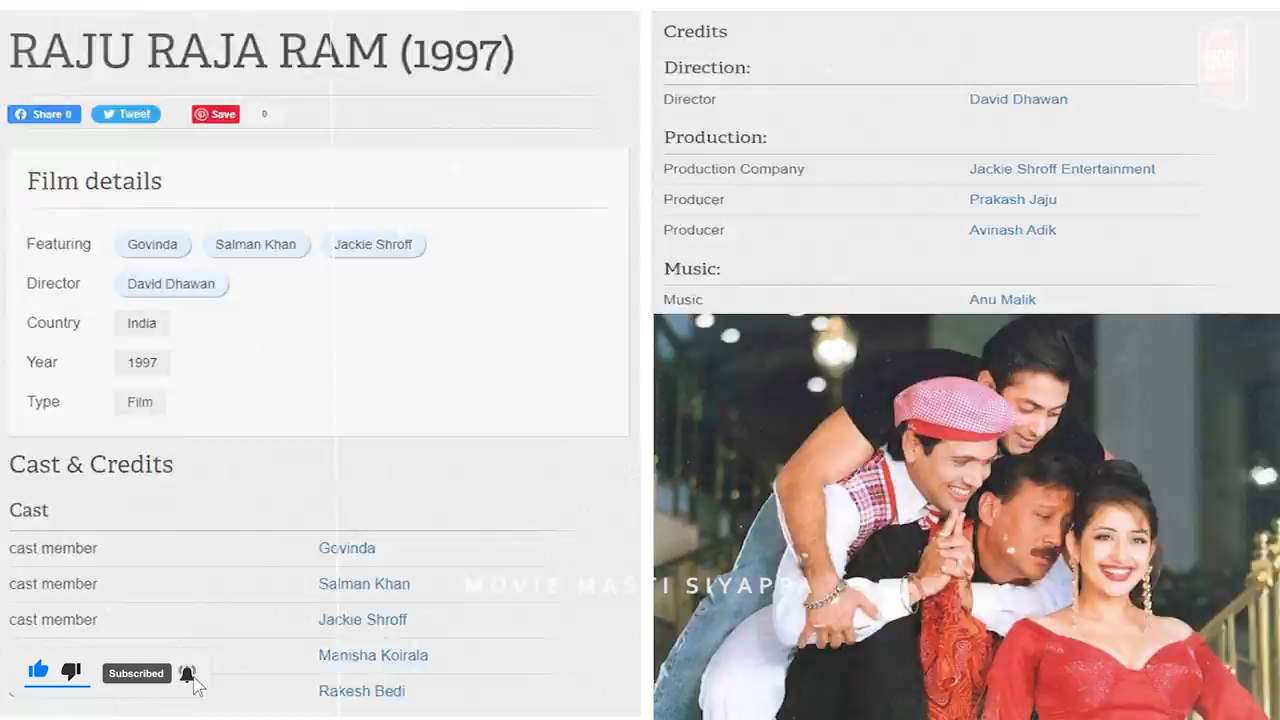 RAJU RAJA RAM (1997)
Share 0 Tweet Save 0
Film details
Featuring Govinda Salman Khan Jackie Shroff
Director David Dhawan
Country India
Year 1997
Type Film
Cast & Credits
Cast
cast member Govinda
cast member Salman Khan
cast member Jackie Shroff
Manisha Koirala
Rakesh Bedi
Subscribed
Credits
Direction:
Director David Dhawan
Production:
Production Company Jackie Shroff Entertainment
Producer Prakash Jaju
Producer Avinash Adik
Music:
Music Anu Malik
MOVIE MASTI SIYAPPA